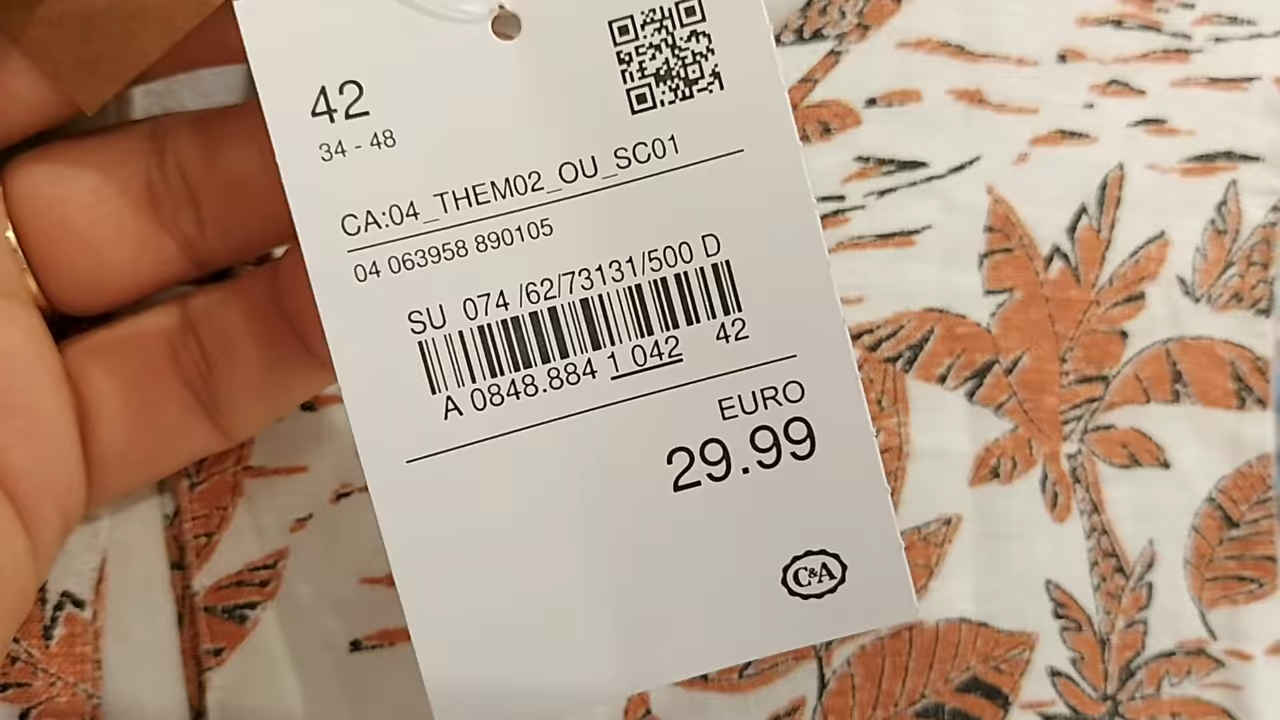 42
34 - 48
CA:04_THEM02_OU_SC01
04 063958 890105
SU 074 /62/73131/500 D
A 0848.884 1 042 42
EURO
29.99
C&A